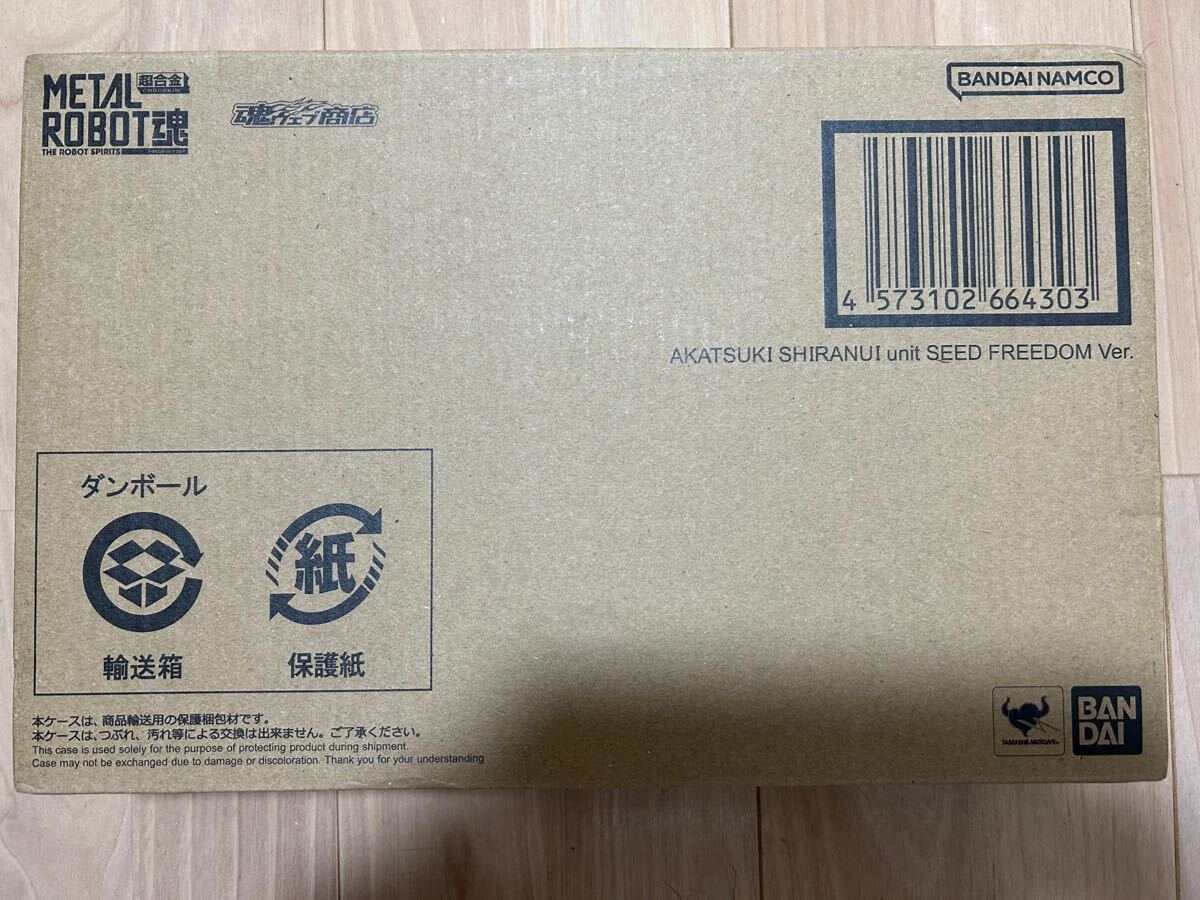 METAL 超合金
CHOGOKIN
ROBOT魂
THE ROBOT SPIRITS
魂ウェブ商店
BANDAI NAMCO
4 573102 664303
AKATSUKI SHIRANUI unit SEED FREEDOM Ver.
ダンボール
紙
輸送箱 保護紙
本ケースは、商品輸送用の保護梱包材です。
本ケースは、つぶれ、汚れ等による交換は出来ません。ご了承ください。
This case is used solely for the purpose of protecting product during shipment.
Case may not be exchanged due to damage or discoloration. Thank you for your understanding
TAMASHII NATIONS
BAN
DAI